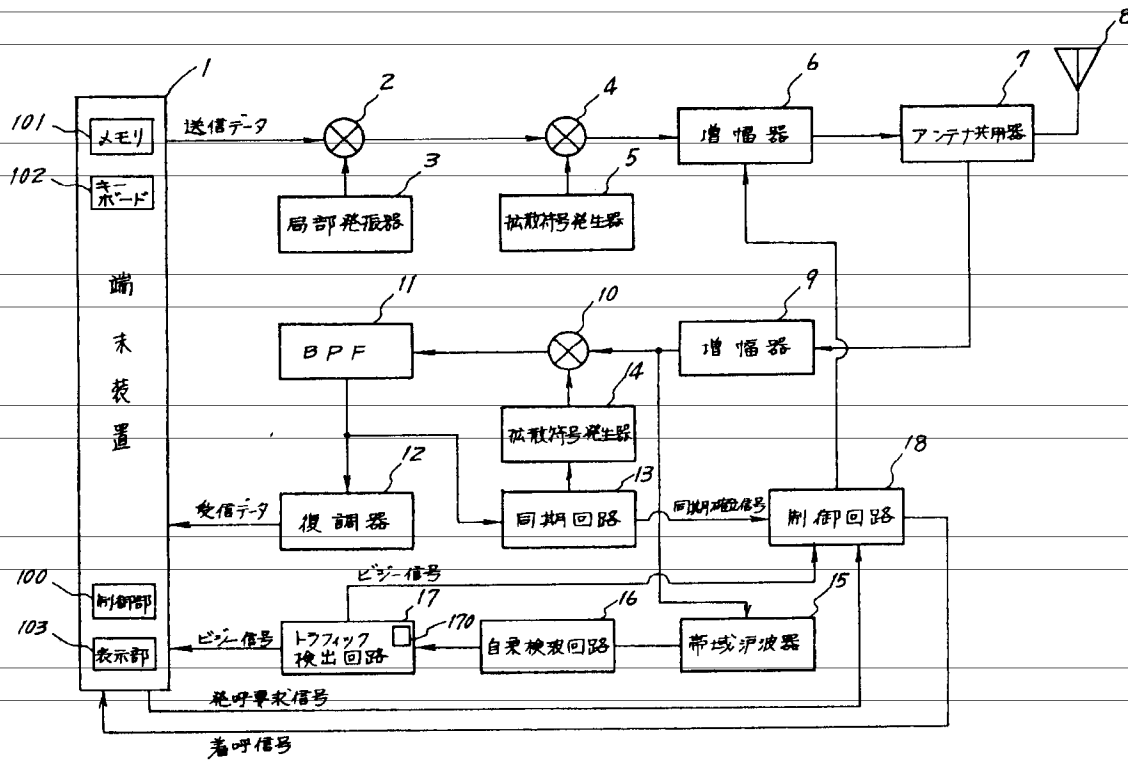 8
1
2
4
6
7
101
メモリ
送信データ
増幅器
アンテナ共用器
102
キー
ボード
3
5
局部発振器
拡散符号発生器
端末装置
11
10
9
BPF
増幅器
14
拡散符号発生器
12
13
18
受信データ
復調器
同期回路
同期確立信号
制御回路
100
制御部
ビジー信号
17
170
16
15
103
表示部
ビジー信号
トラフィック
検出回路
自乗検波回路
帯域沪波器
発呼要求信号
着呼信号